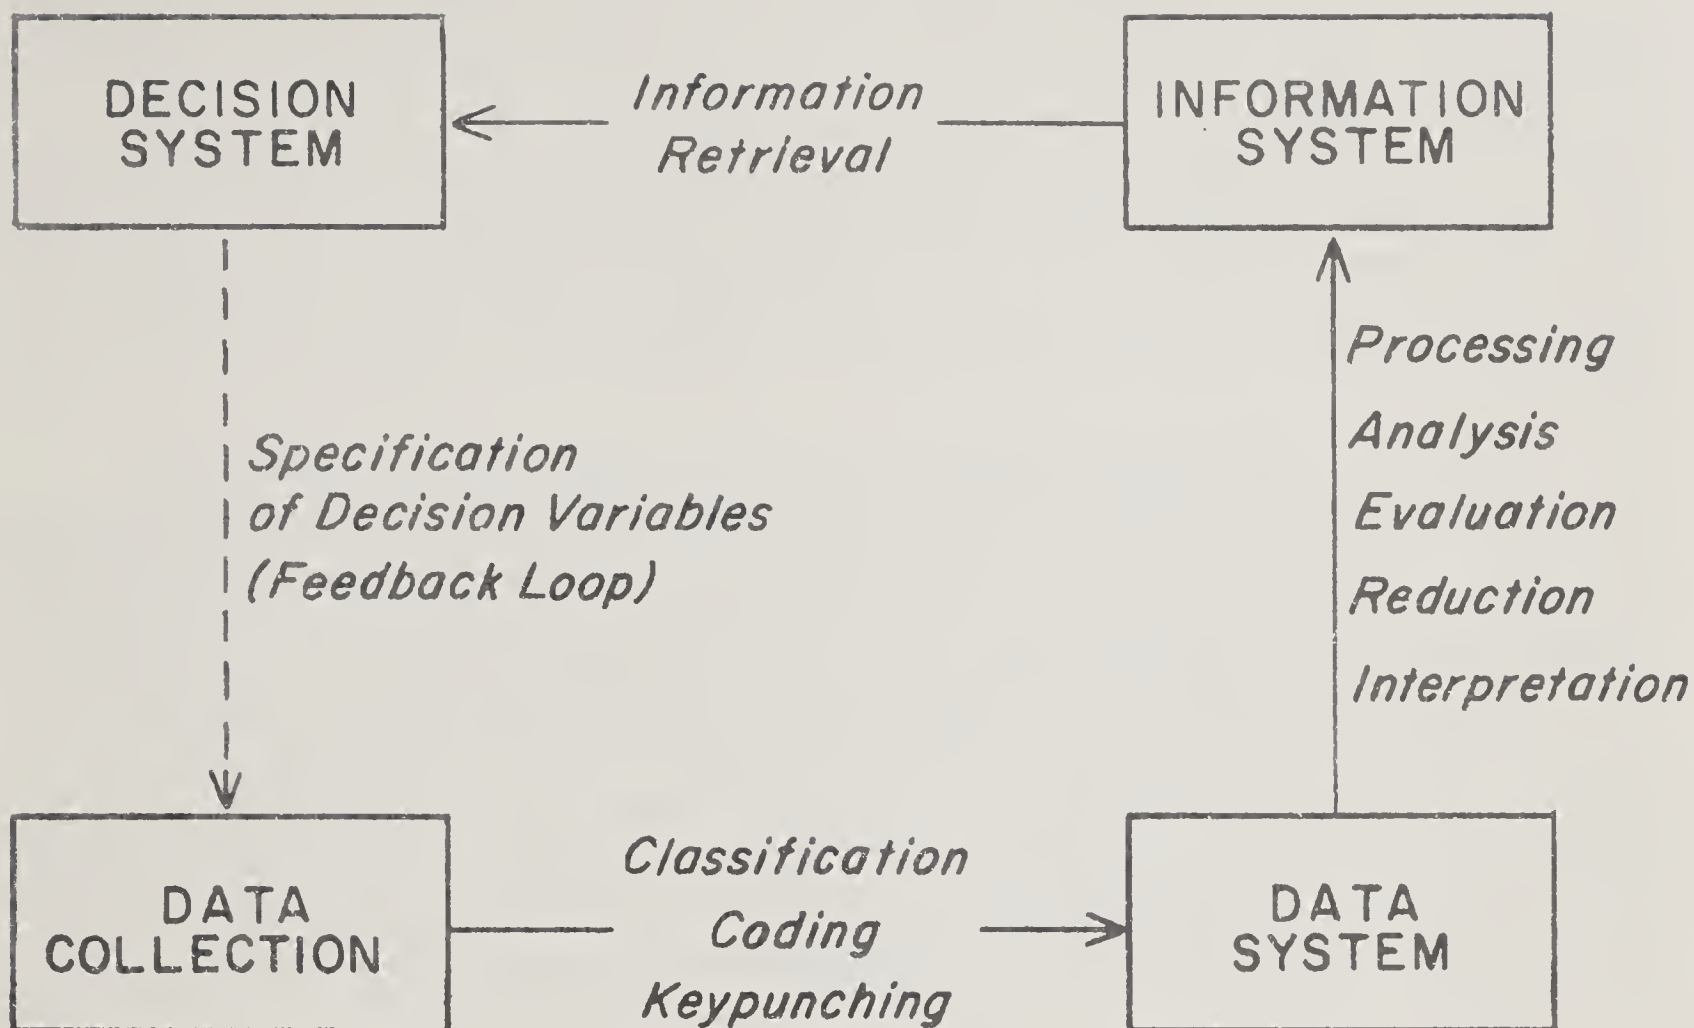 DECISION
SYSTEM
Information
Retrieval
INFORMATION
SYSTEM
Specification
of Decision Variables
(Feedback Loop)
Processing
Analysis
Evaluation
Reduction
Interpretation
DATA
COLLECTION
Classification
Coding
Keypunching
DATA
SYSTEM